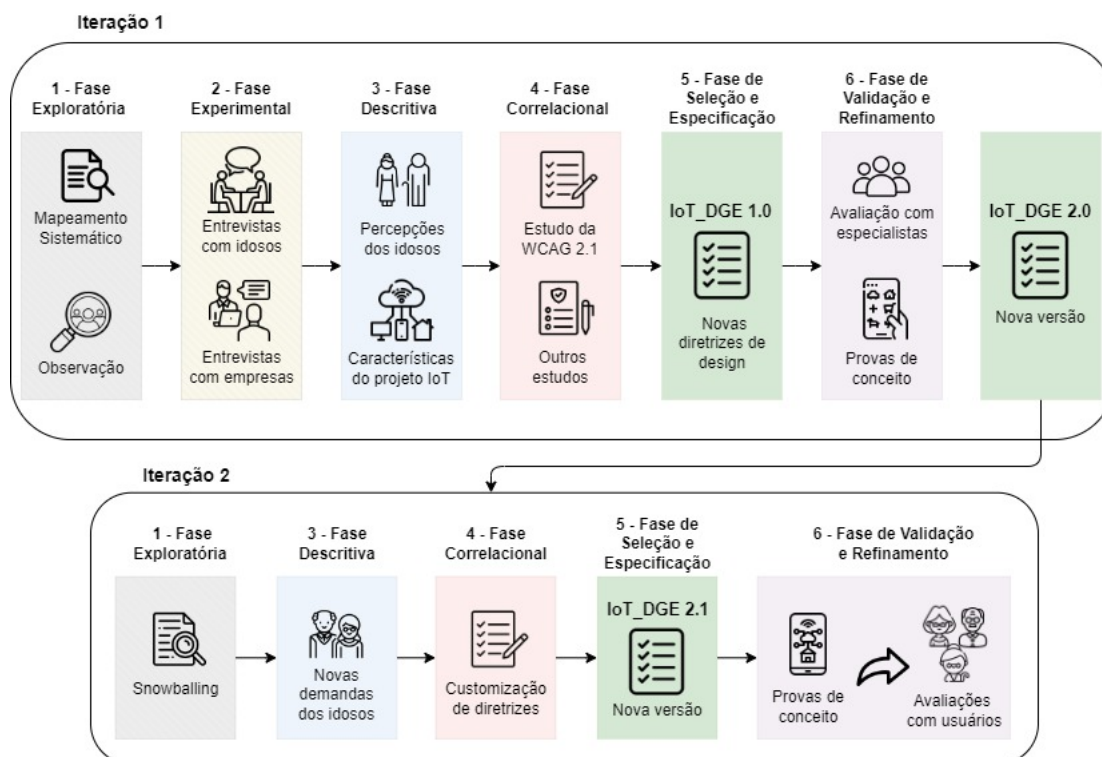 Iteração 1
1 - Fase
Exploratória
Mapeamento
Sistemático
Observação
2 - Fase
Experimental
Entrevistas
com idosos
Entrevistas
com empresas
3 - Fase
Descritiva
Percepções
dos idosos
Características
do projeto IoT
4 - Fase
Correlacional
Estudo da
WCAG 2.1
Outros
estudos
5 - Fase de
Seleção e
Especificação
IoT_DGE 1.0
Novas
diretrizes de
design
6 - Fase de
Validação e
Refinamento
Avaliação com
especialistas
Provas de
conceito
IoT_DGE 2.0
Nova versão
Iteração 2
1 - Fase
Exploratória
Snowballing
3 - Fase
Descritiva
Novas
demandas
dos idosos
4 - Fase
Correlacional
Customização
de diretrizes
5 - Fase de
Seleção e
Especificação
IoT_DGE 2.1
Nova versão
6 - Fase de Validação
e Refinamento
Provas de
conceito
Avaliações
com usuários